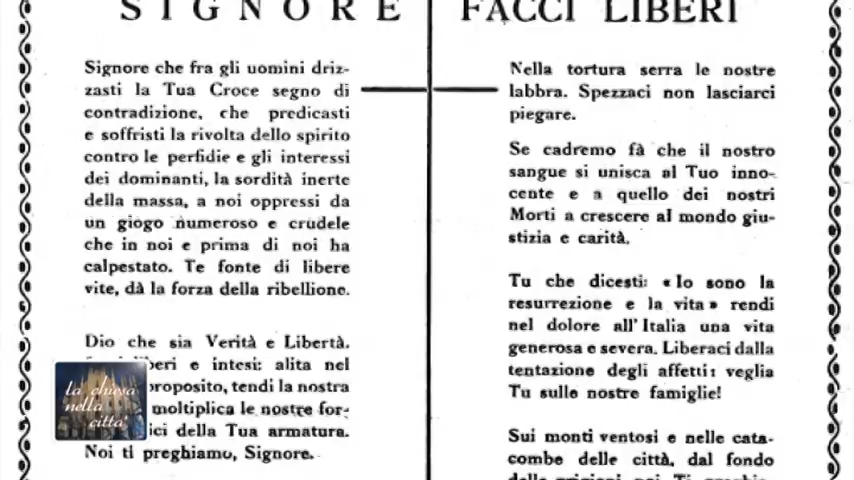 SIGNORE FACCI LIBERI
Signore che fra gli uomini driz-
zasti la Tua Croce segno di
contradizione, che predicasti
e soffristi la rivolta dello spirito
contro le perfidie e gli interessi
dei dominanti, la sordità inerte
della massa, a noi oppressi da
un giogo numeroso e crudele
che in noi e prima di noi ha
calpestato. Te fonte di libere
vite, dà la forza della ribellione.
Dio che sia Verità e Libertà.
e intesi: alita nel
proposito, tendi la nostra
moltiplica le nostre for-
della Tua armatura.
Noi ti preghiamo, Signore.
la chiesa
nella
citta'
Nella tortura serra le nostre
labbra. Spezzaci non lasciarci
piegare.
Se cadremo fà che il nostro
sangue si unisca al Tuo inno-
cente e a quello dei nostri
Morti a crescere al mondo giu-
stizia e carità.
Tu che dicesti: «Io sono la
resurrezione e la vita» rendi
nel dolore all'Italia una vita
generosa e severa. Liberaci dalla
tentazione degli affetti: veglia
Tu sulle nostre famiglie!
Sui monti ventosi e nelle cata-
combe delle città, dal fondo